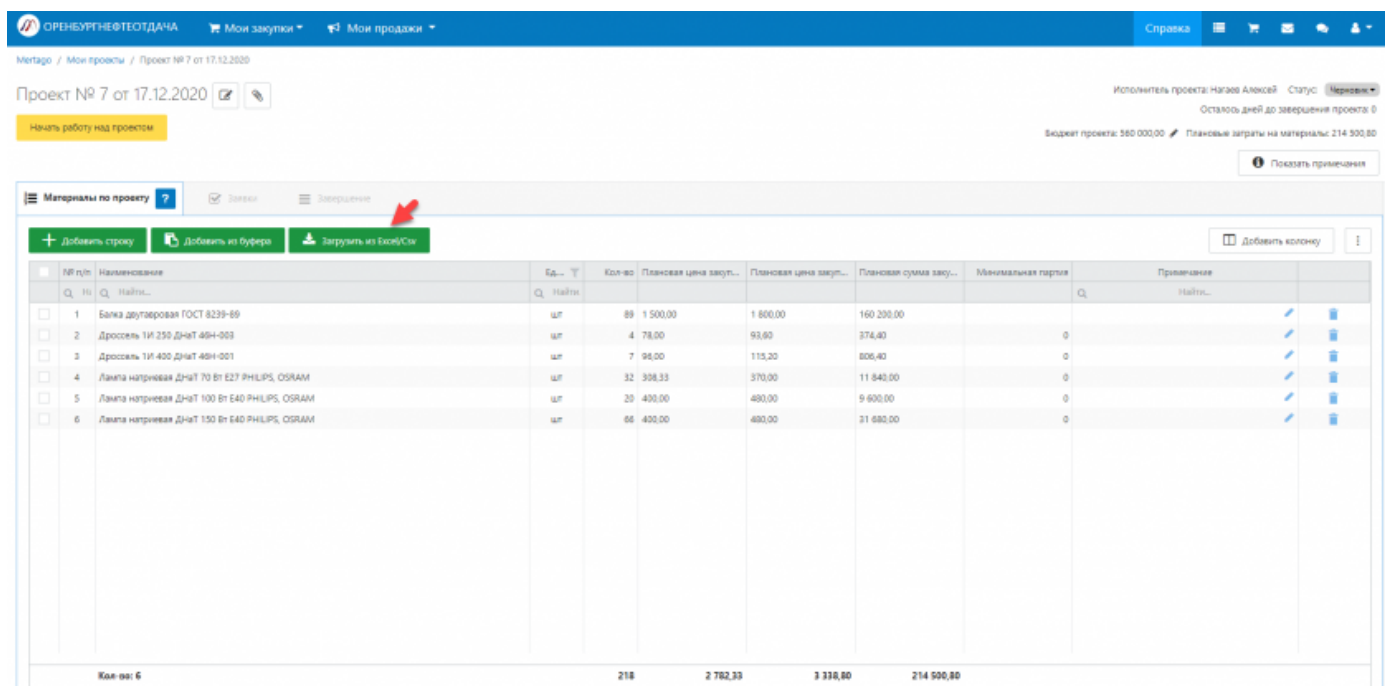 ОРЕНБУРГНЕФТЕОТДАЧА Мои закупки Мои продажи Справка
Mertago / Мои проекты / Проект № 7 от 17.12.2020
Проект № 7 от 17.12.2020
Исполнитель проекта: Нагаев Алексей Статус: Черновик
Осталось дней до завершения проекта: 0
Начать работу над проектом
Бюджет проекта: 560 000,00 Плановые затраты на материалы: 214 500,80
Показать примечания
Материалы по проекту ? Заявки Завершение
Добавить строку Добавить из буфера Загрузить из Excel/Csv Добавить колонку
№ п/п Наименование Ед... Кол-во Плановая цена закуп... Плановая цена закуп... Плановая сумма заку... Минимальная партия Примечание
На Найти... Найти Найти...
1 Балка двутавровая ГОСТ 8239-89 шт 89 1 500,00 1 800,00 160 200,00
2 Дроссель 1И 250 ДНаТ 46Н-003 шт 4 78,00 93,60 374,40 0
3 Дроссель 1И 400 ДНаТ 46Н-001 шт 7 96,00 115,20 806,40 0
4 Лампа натриевая ДНаТ 70 Вт Е27 PHILIPS, OSRAM шт 32 308,33 370,00 11 840,00 0
5 Лампа натриевая ДНаТ 100 Вт Е40 PHILIPS, OSRAM шт 20 400,00 480,00 9 600,00 0
6 Лампа натриевая ДНаТ 150 Вт Е40 PHILIPS, OSRAM шт 66 400,00 480,00 31 680,00 0
Кол-во: 6 218 2 782,33 3 338,80 214 500,80